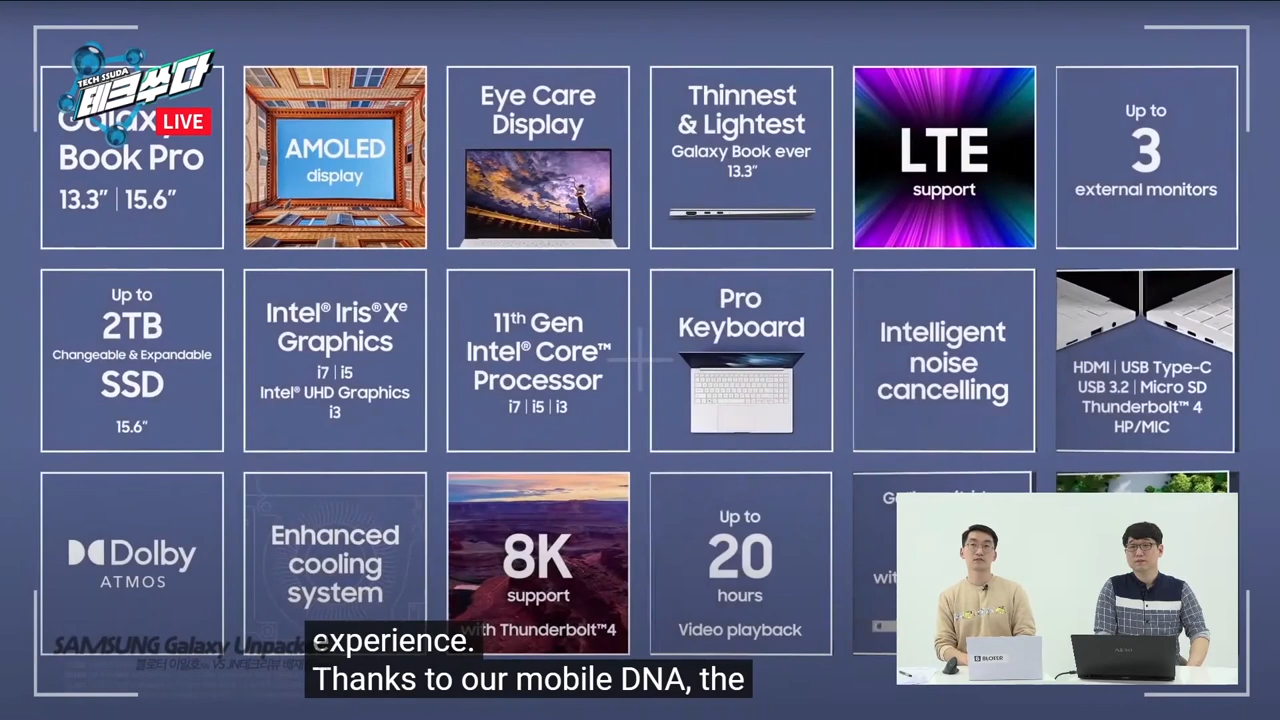 TECH SSUDA
테크쑤다
LIVE
Galaxy
Book Pro
13.3” | 15.6”
AMOLED
display
Eye Care
Display
Thinnest
& Lightest
Galaxy Book ever
13.3”
LTE
support
Up to
3
external monitors
Up to
2TB
Changeable & Expandable
SSD
15.6”
Intel® Iris® Xe
Graphics
i7 | i5
Intel® UHD Graphics
i3
11th Gen
Intel® Core™
Processor
i7 | i5 | i3
Pro
Keyboard
Intelligent
noise
cancelling
HDMI | USB Type-C
USB 3.2 | Micro SD
Thunderbolt™ 4
HP/MIC
Dolby
ATMOS
Enhanced
cooling
system
8K
support
with Thunderbolt™4
Up to
20
hours
Video playback
SAMSUNG Galaxy
블로터
experience.
Thanks to our mobile DNA, the
BLOTER